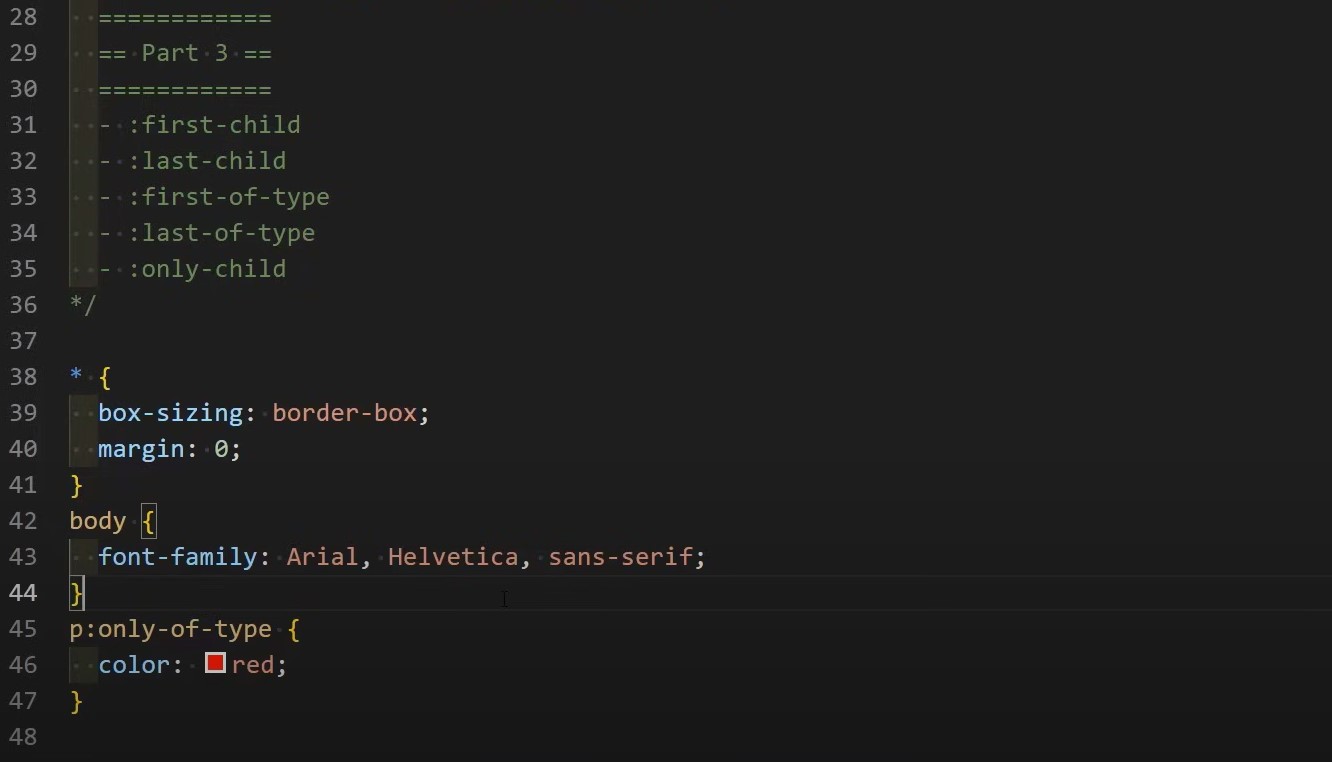 28 ============
29 == Part 3 ==
30 ============
31 - :first-child
32 - :last-child
33 - :first-of-type
34 - :last-of-type
35 - :only-child
36 */
37
38 * {
39 box-sizing: border-box;
40 margin: 0;
41 }
42 body {
43 font-family: Arial, Helvetica, sans-serif;
44 }
45 p:only-of-type {
46 color: red;
47 }
48